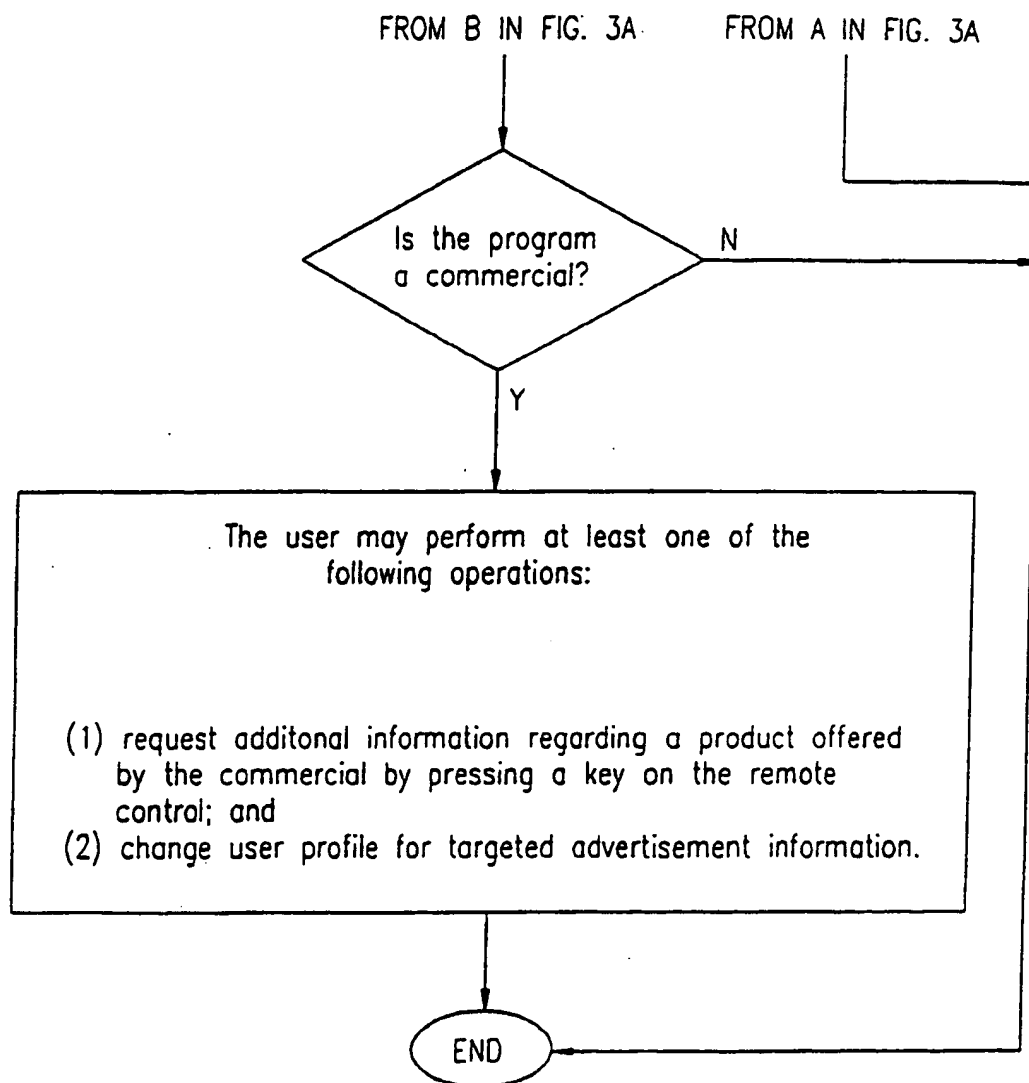 FROM B IN FIG. 3A
FROM A IN FIG. 3A
Is the program
a commercial?
N
Y
The user may perform at least one of the
following operations:
(1) request additonal information regarding a product offered
by the commercial by pressing a key on the remote
control; and
(2) change user profile for targeted advertisement information.
END